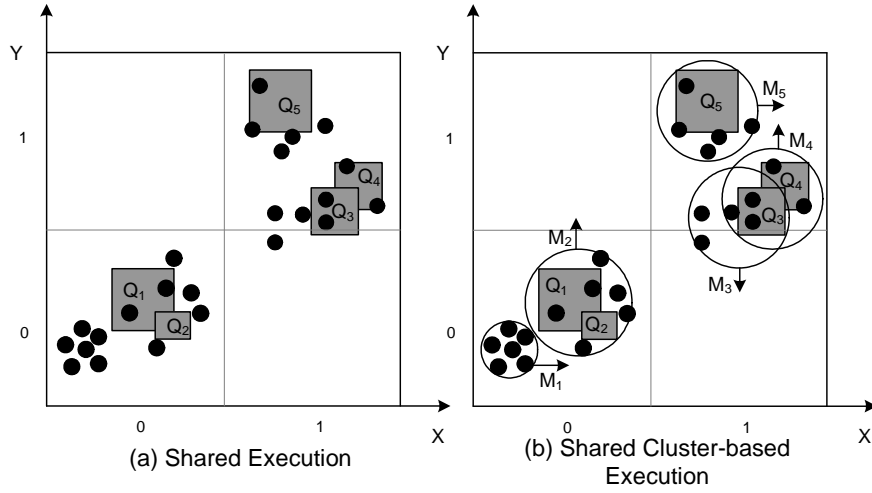 Y
Q5
1
Q4
Q3
Q1
Q2
0
0
1
X
(a) Shared Execution
Y
M5
Q5
1
M4
Q4
Q3
M2
M3
Q1
Q2
0
M1
0
1
X
(b) Shared Cluster-based
Execution